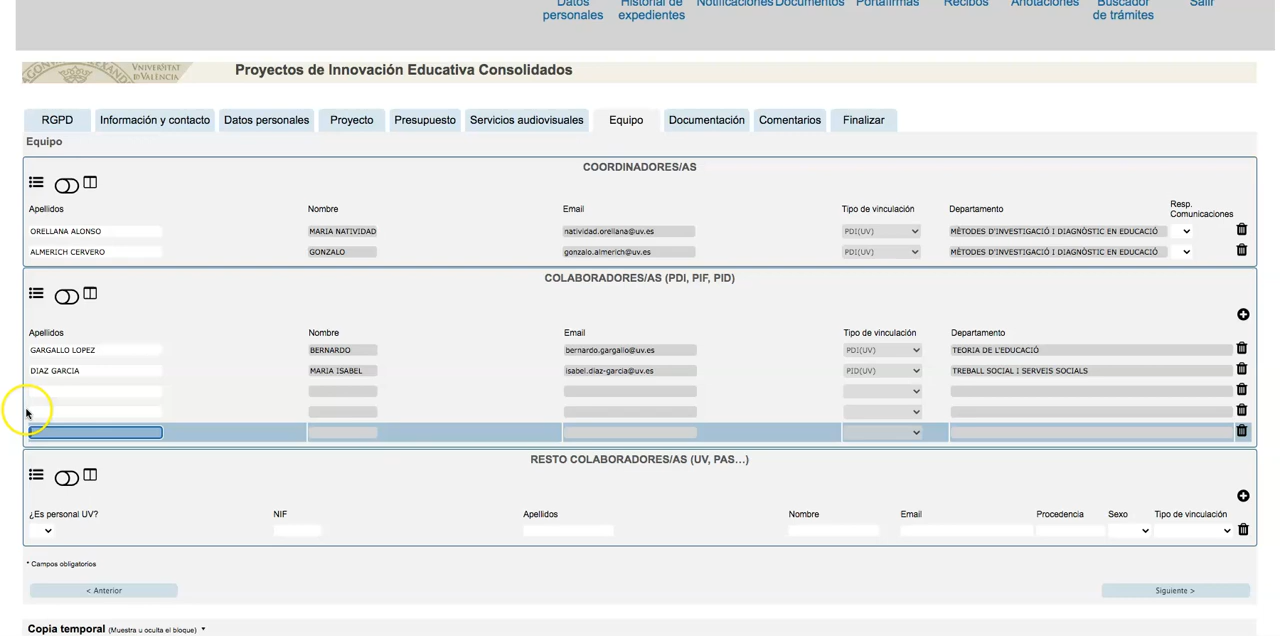 Datos personales
Historial de expedientes
Notificaciones
Documentos
Portafirmas
Recibos
Anotaciones
Buscador de trámites
Salir
VNIVERSITAT
D VALENCIA
Proyectos de Innovación Educativa Consolidados
RGPD Información y contacto Datos personales Proyecto Presupuesto Servicios audiovisuales Equipo Documentación Comentarios Finalizar
Equipo
COORDINADORES/AS
Apellidos Nombre Email Tipo de vinculación Departamento Resp. Comunicaciones
ORELLANA ALONSO MARIA NATIVIDAD natividad.orellana@uv.es PDI(UV) MÈTODES D'INVESTIGACIÓ I DIAGNÒSTIC EN EDUCACIÓ
ALMERICH CERVERO GONZALO gonzalo.almerich@uv.es PDI(UV) MÈTODES D'INVESTIGACIÓ I DIAGNÒSTIC EN EDUCACIÓ
COLABORADORES/AS (PDI, PIF, PID)
Apellidos Nombre Email Tipo de vinculación Departamento
GARGALLO LOPEZ BERNARDO bernardo.gargallo@uv.es PDI(UV) TEORIA DE L'EDUCACIÓ
DIAZ GARCIA MARIA ISABEL isabel.diaz-garcia@uv.es PID(UV) TREBALL SOCIAL I SERVEIS SOCIALS
RESTO COLABORADORES/AS (UV, PAS...)
¿Es personal UV? NIF Apellidos Nombre Email Procedencia Sexo Tipo de vinculación
* Campos obligatorios
< Anterior Siguiente >
Copia temporal (Muestra u oculta el bloque)